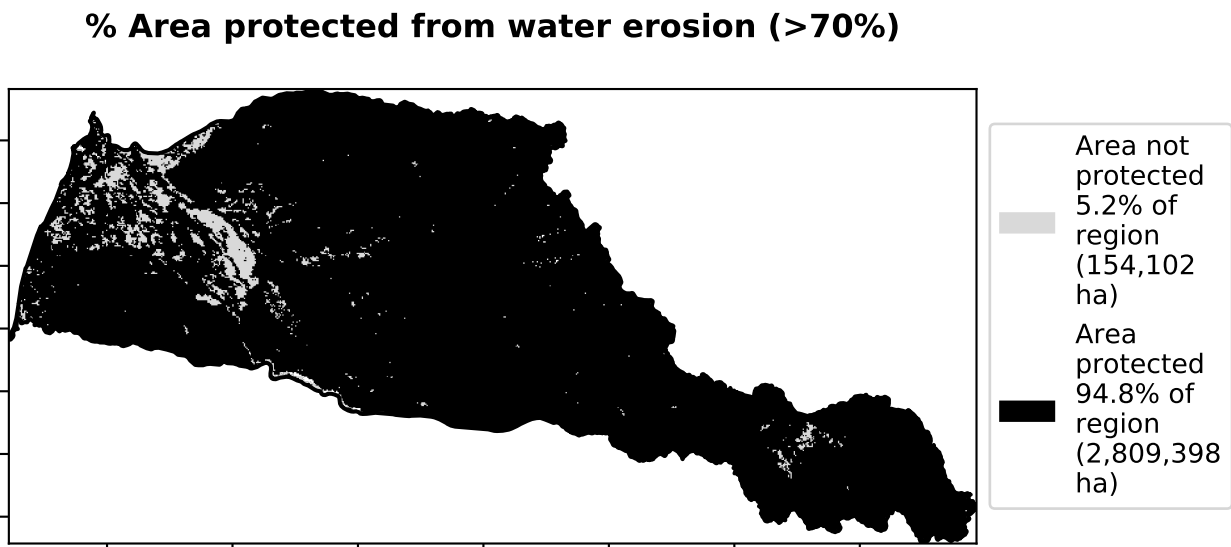 % Area protected from water erosion (>70%)
Area not
protected
5.2% of
region
(154,102
ha)
Area
protected
94.8% of
region
(2,809,398
ha)